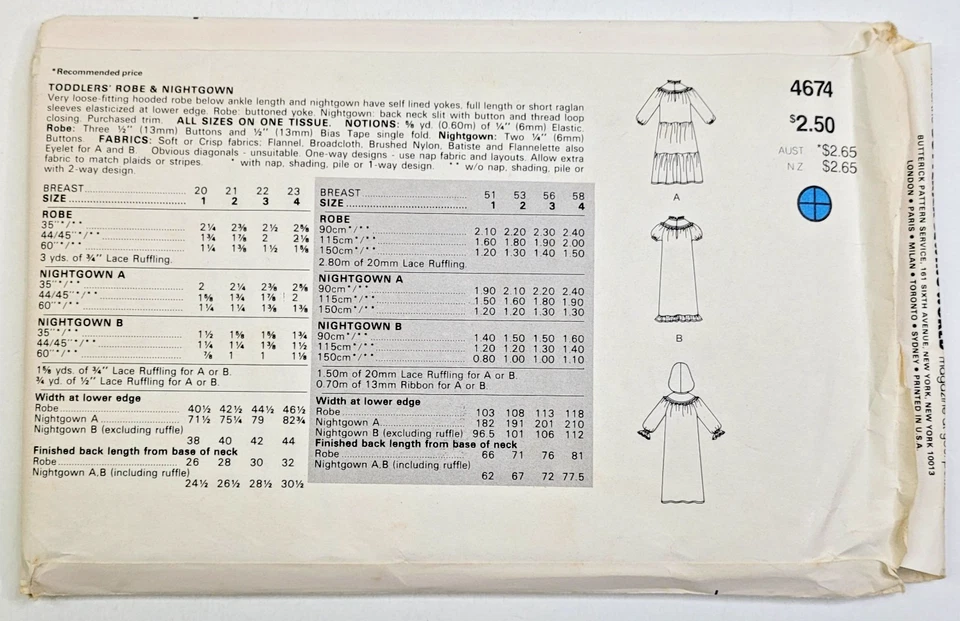 *Recommended price
TODDLERS' ROBE & NIGHTGOWN
Very loose-fitting hooded robe below ankle length and nightgown have self lined yokes, full length or short raglan
sleeves elasticized at lower edge. Robe: buttoned yoke. Nightgown: back neck slit with button and thread loop
closing. Purchased trim. ALL SIZES ON ONE TISSUE. NOTIONS: ⅝ yd. (0.60m) of ¼" (6mm) Elastic.
Robe: Three ½" (13mm) Buttons and ½" (13mm) Bias Tape single fold. Nightgown: Two ¼" (6mm)
Buttons. FABRICS: Soft or Crisp fabrics: Flannel, Broadcloth, Brushed Nylon, Batiste and Flannelette also
Eyelet for A and B. Obvious diagonals - unsuitable. One-way designs - use nap fabric and layouts. Allow extra
fabric to match plaids or stripes. * with nap, shading, pile or 1-way design. ** w/o nap, shading, pile or
with 2-way design.
BREAST 20 21 22 23
SIZE 1 2 3 4
ROBE
35"*/** 2¼ 2⅜ 2½ 2⅝
44/45"*/** 1¾ 1⅞ 2 2⅛
60"*/** 1¼ 1⅜ 1½ 1⅝
3 yds. of ¾" Lace Ruffling.
NIGHTGOWN A
35"*/** 2 2¼ 2⅜ 2⅝
44/45"*/** 1⅝ 1¾ 1⅞ 2
60"*/** 1¼ 1¼ 1⅜ 1⅜
NIGHTGOWN B
35"*/** 1½ 1⅝ 1⅝ 1¾
44/45"*/** 1¼ 1¼ 1⅜ 1½
60"*/** ⅞ 1 1 1⅛
1⅝ yds. of ¾" Lace Ruffling for A or B.
¾ yd. of ½" Lace Ruffling for A or B.
Width at lower edge
Robe 40½ 42½ 44½ 46½
Nightgown A 71½ 75¼ 79 82¾
Nightgown B (excluding ruffle)
38 40 42 44
Finished back length from base of neck
Robe 26 28 30 32
Nightgown A,B (including ruffle)
24½ 26½ 28½ 30½
BREAST 51 53 56 58
SIZE 1 2 3 4
ROBE
90cm*/** 2.10 2.20 2.30 2.40
115cm*/** 1.60 1.80 1.90 2.00
150cm*/** 1.20 1.30 1.40 1.50
2.80m of 20mm Lace Ruffling.
NIGHTGOWN A
90cm*/** 1.90 2.10 2.20 2.40
115cm*/** 1.50 1.60 1.80 1.90
150cm*/** 1.20 1.20 1.30 1.30
NIGHTGOWN B
90cm*/** 1.40 1.50 1.50 1.60
115cm*/** 1.20 1.20 1.30 1.40
150cm*/** 0.80 1.00 1.00 1.10
1.50m of 20mm Lace Ruffling for A or B.
0.70m of 13mm Ribbon for A or B.
Width at lower edge
Robe 103 108 113 118
Nightgown A 182 191 201 210
Nightgown B (excluding ruffle) 96.5 101 106 112
Finished back length from base of neck
Robe 66 71 76 81
Nightgown A,B (including ruffle)
62 67 72 77.5
A
B
4674
$2.50
AUST. *$2.65
N.Z. $2.65
BUTTERICK PATTERN SERVICE, 161 SIXTH AVENUE, NEW YORK, NEW YORK 10013
LONDON • PARIS • MILAN • TORONTO • SYDNEY • PRINTED IN U.S.A.
magazine